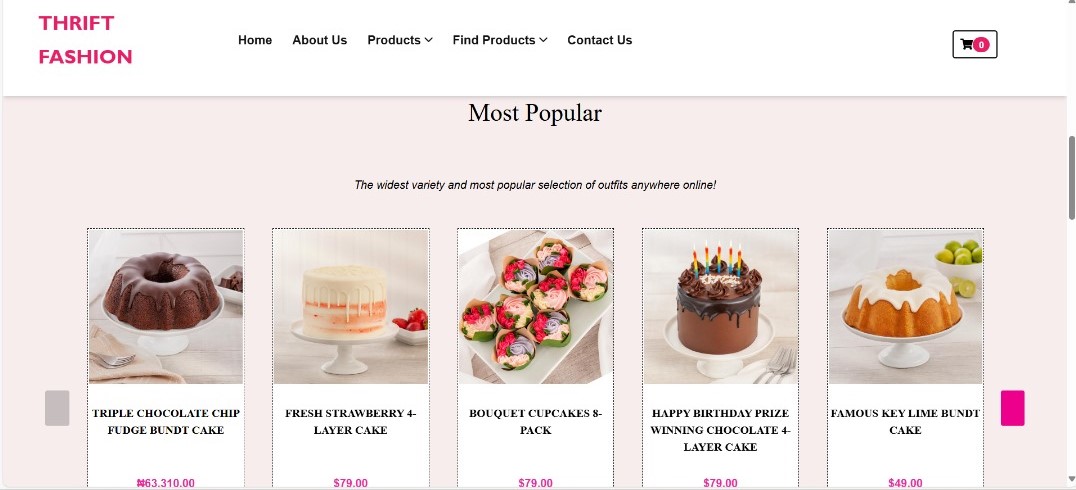 THRIFT
FASHION
Home About Us Products Find Products Contact Us
0
Most Popular
The widest variety and most popular selection of outfits anywhere online!
TRIPLE CHOCOLATE CHIP
FUDGE BUNDT CAKE
₦63,310.00
FRESH STRAWBERRY 4-
LAYER CAKE
$79.00
BOUQUET CUPCAKES 8-
PACK
$79.00
HAPPY BIRTHDAY PRIZE
WINNING CHOCOLATE 4-
LAYER CAKE
$79.00
FAMOUS KEY LIME BUNDT
CAKE
$49.00